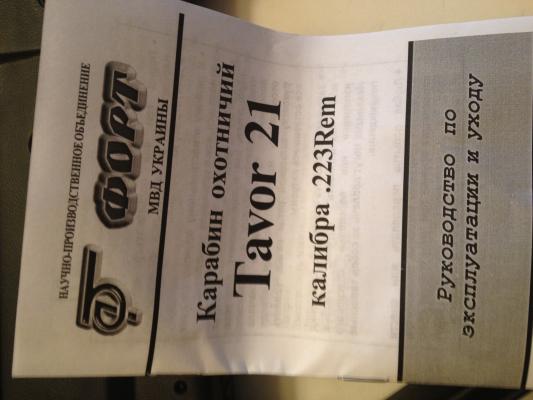 НАУЧНО-ПРОИЗВОДСТВЕННОЕ ОБЪЕДИНЕНИЕ
ФОРТ
МВД УКРАИНЫ
Карабин охотничий
Tavor 21
калибра .223Rem
Руководство по
эксплуатации и уходу